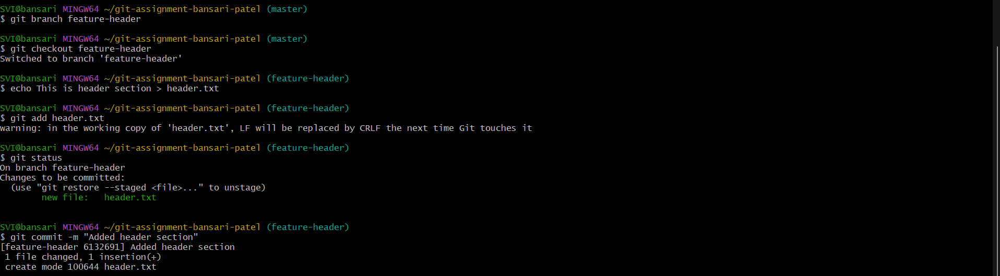 SVI@bansari MINGW64 ~/git-assignment-bansari-patel (master)
$ git branch feature-header
SVI@bansari MINGW64 ~/git-assignment-bansari-patel (master)
$ git checkout feature-header
Switched to branch 'feature-header'
SVI@bansari MINGW64 ~/git-assignment-bansari-patel (feature-header)
$ echo This is header section > header.txt
SVI@bansari MINGW64 ~/git-assignment-bansari-patel (feature-header)
$ git add header.txt
warning: in the working copy of 'header.txt', LF will be replaced by CRLF the next time Git touches it
SVI@bansari MINGW64 ~/git-assignment-bansari-patel (feature-header)
$ git status
On branch feature-header
Changes to be committed:
  (use "git restore --staged <file>..." to unstage)
        new file:   header.txt
SVI@bansari MINGW64 ~/git-assignment-bansari-patel (feature-header)
$ git commit -m "Added header section"
[feature-header 6132691] Added header section
 1 file changed, 1 insertion(+)
 create mode 100644 header.txt